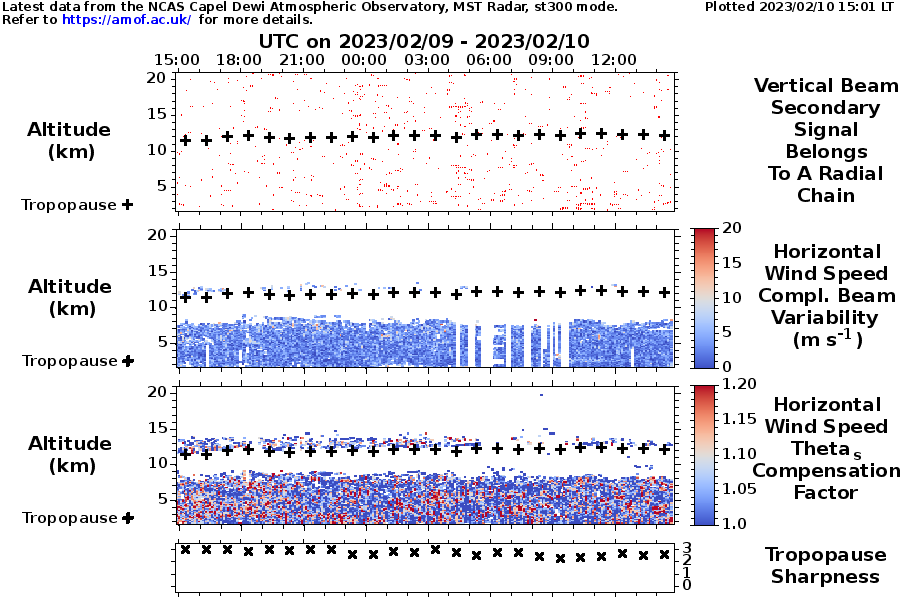 Latest data from the NCAS Capel Dewi Atmospheric Observatory, MST Radar, st300 mode.
Plotted 2023/02/10 15:01 LT
Refer to https://amof.ac.uk/ for more details.
UTC on 2023/02/09 - 2023/02/10
15:00 18:00 21:00 00:00 03:00 06:00 09:00 12:00
20
15
10
5
Altitude
(km)
Tropopause +
Vertical Beam
Secondary
Signal
Belongs
To A Radial
Chain
20
15
10
5
Altitude
(km)
Tropopause +
20
15
10
5
0
Horizontal
Wind Speed
Compl. Beam
Variability
(m s-1)
20
15
10
5
Altitude
(km)
Tropopause +
1.20
1.15
1.10
1.05
1.0
Horizontal
Wind Speed
Theta s
Compensation
Factor
3
2
1
0
Tropopause
Sharpness